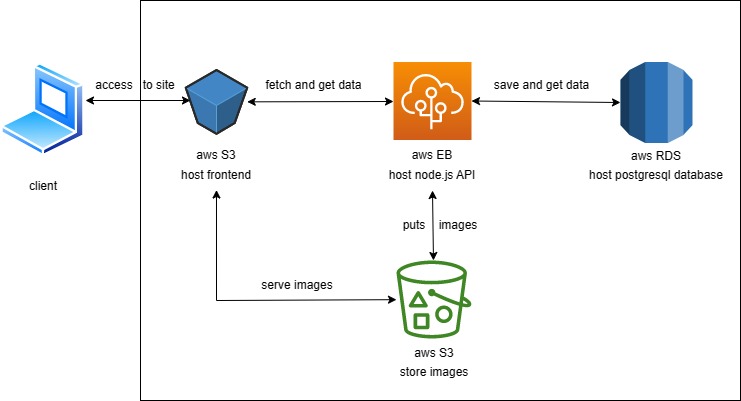 access to site
fetch and get data
save and get data
client
aws S3
host frontend
aws EB
host node.js API
aws RDS
host postgresql database
puts images
serve images
aws S3
store images